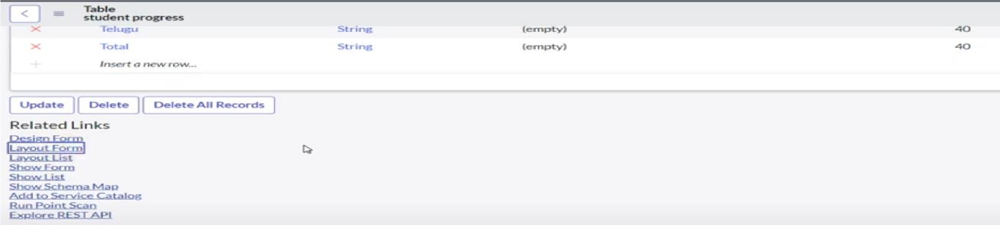 Table
student progress
Telugu String (empty) 40
Total String (empty) 40
Insert a new row...
Update Delete Delete All Records
Related Links
Design Form
Layout Form
Layout List
Show Form
Show List
Show Schema Map
Add to Service Catalog
Run Point Scan
Explore REST API